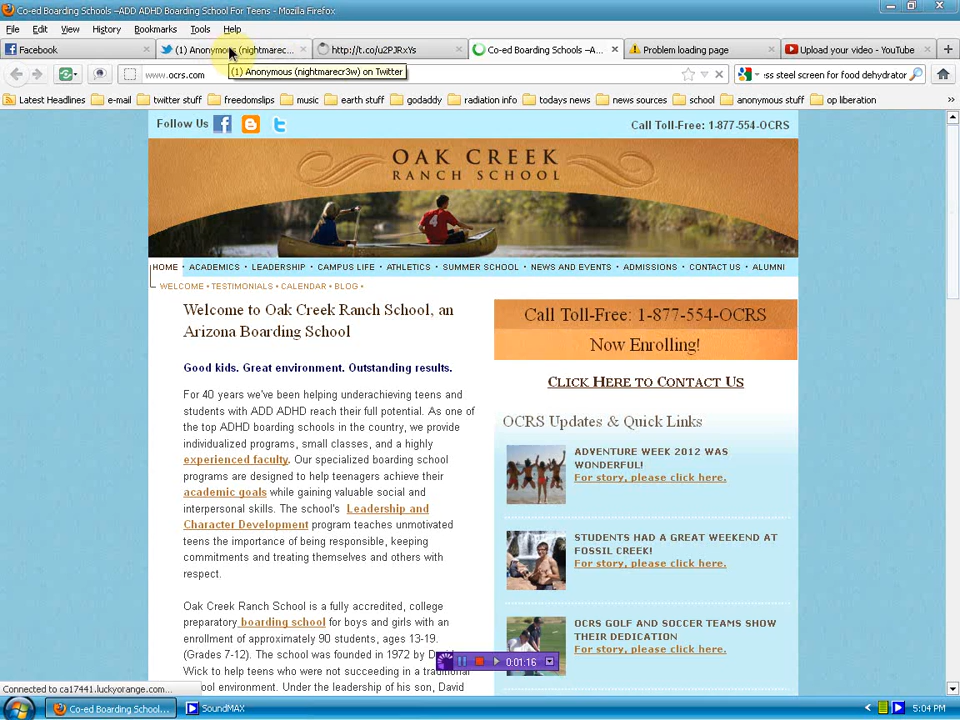 Co-ed Boarding Schools –ADD ADHD Boarding School For Teens - Mozilla Firefox
File Edit View History Bookmarks Tools Help
Facebook
(1) Anonymous (nightmarec...
http://t.co/u2PJRxYs
Co-ed Boarding Schools –A...
Problem loading page
Upload your video - YouTube
www.ocrs.com
(1) Anonymous (nightmarecr3w) on Twitter
ss steel screen for food dehydrator
Latest Headlines e-mail twitter stuff freedomslips music earth stuff godaddy radiation info todays news news sources school anonymous stuff op liberation
Follow Us
Call Toll-Free: 1-877-554-OCRS
OAK CREEK
RANCH SCHOOL
HOME • ACADEMICS • LEADERSHIP • CAMPUS LIFE • ATHLETICS • SUMMER SCHOOL • NEWS AND EVENTS • ADMISSIONS • CONTACT US • ALUMNI
WELCOME • TESTIMONIALS • CALENDAR • BLOG •
Welcome to Oak Creek Ranch School, an
Arizona Boarding School
Good kids. Great environment. Outstanding results.
For 40 years we've been helping underachieving teens and
students with ADD ADHD reach their full potential. As one of
the top ADHD boarding schools in the country, we provide
individualized programs, small classes, and a highly
experienced faculty. Our specialized boarding school
programs are designed to help teenagers achieve their
academic goals while gaining valuable social and
interpersonal skills. The school's Leadership and
Character Development program teaches unmotivated
teens the importance of being responsible, keeping
commitments and treating themselves and others with
respect.
Oak Creek Ranch School is a fully accredited, college
preparatory boarding school for boys and girls with an
enrollment of approximately 90 students, ages 13-19.
(Grades 7-12). The school was founded in 1972 by David
Wick to help teens who were not succeeding in a traditional
school environment. Under the leadership of his son, David
Call Toll-Free: 1-877-554-OCRS
Now Enrolling!
CLICK HERE TO CONTACT US
OCRS Updates & Quick Links
ADVENTURE WEEK 2012 WAS
WONDERFUL!
For story, please click here.
STUDENTS HAD A GREAT WEEKEND AT
FOSSIL CREEK!
For story, please click here.
OCRS GOLF AND SOCCER TEAMS SHOW
THEIR DEDICATION
For story, please click here.
0:01:16
Connected to ca17441.luckyorange.com...
Co-ed Boarding School...
SoundMAX
5:04 PM